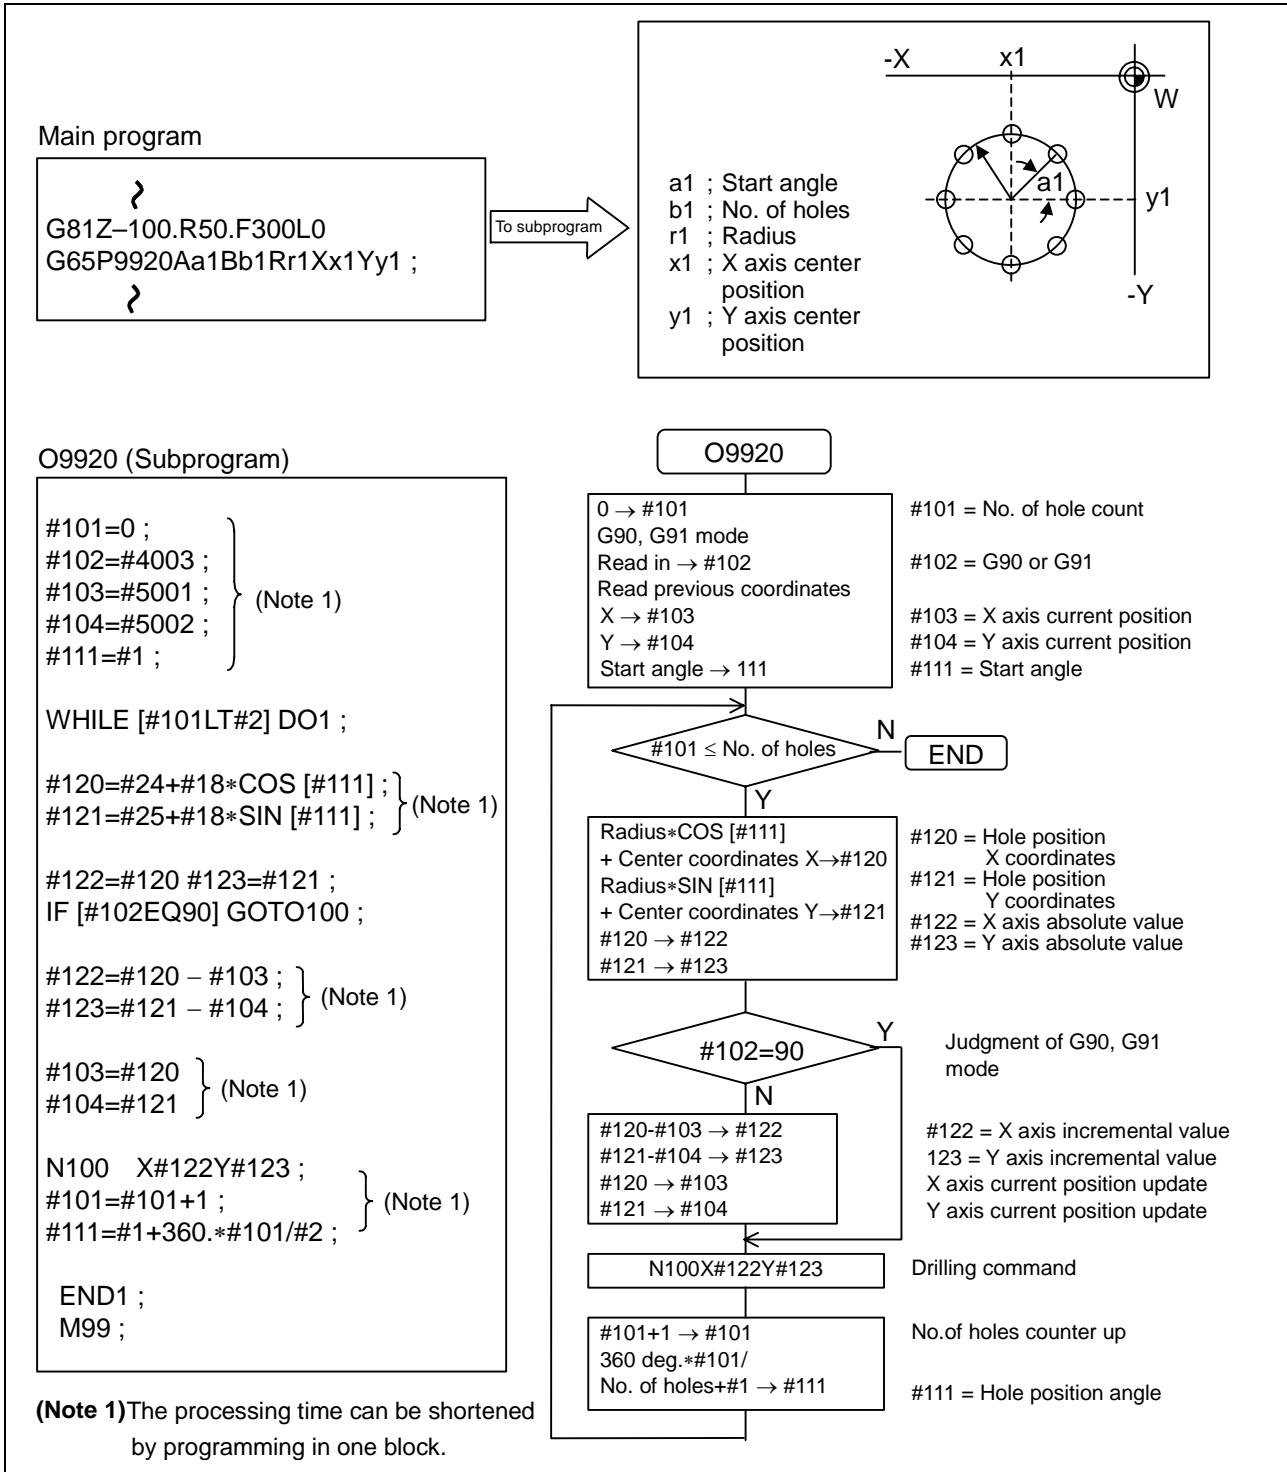 Main program
G81Z–100.R50.F300L0
G65P9920Aa1Bb1Rr1Xx1Yy1 ;
To subprogram
-X
x1
W
a1
y1
-Y
a1 ; Start angle
b1 ; No. of holes
r1 ; Radius
x1 ; X axis center
position
y1 ; Y axis center
position
O9920 (Subprogram)
#101=0 ;
#102=#4003 ;
#103=#5001 ;
#104=#5002 ;
#111=#1 ;
(Note 1)
WHILE [#101LT#2] DO1 ;
#120=#24+#18∗COS [#111] ;
#121=#25+#18∗SIN [#111] ;
(Note 1)
#122=#120 #123=#121 ;
IF [#102EQ90] GOTO100 ;
#122=#120 − #103 ;
#123=#121 − #104 ;
(Note 1)
#103=#120
#104=#121
(Note 1)
N100 X#122Y#123 ;
#101=#101+1 ;
#111=#1+360.∗#101/#2 ;
(Note 1)
END1 ;
M99 ;
(Note 1)The processing time can be shortened
by programming in one block.
O9920
0 → #101
G90, G91 mode
Read in → #102
Read previous coordinates
X → #103
Y → #104
Start angle → 111
#101 = No. of hole count
#102 = G90 or G91
#103 = X axis current position
#104 = Y axis current position
#111 = Start angle
#101 ≤ No. of holes
N
END
Y
Radius∗COS [#111]
+ Center coordinates X→#120
Radius∗SIN [#111]
+ Center coordinates Y→#121
#120 → #122
#121 → #123
#120 = Hole position
X coordinates
#121 = Hole position
Y coordinates
#122 = X axis absolute value
#123 = Y axis absolute value
#102=90
Y
N
Judgment of G90, G91
mode
#120-#103 → #122
#121-#104 → #123
#120 → #103
#121 → #104
#122 = X axis incremental value
123 = Y axis incremental value
X axis current position update
Y axis current position update
N100X#122Y#123
Drilling command
#101+1 → #101
360 deg.∗#101/
No. of holes+#1 → #111
No.of holes counter up
#111 = Hole position angle